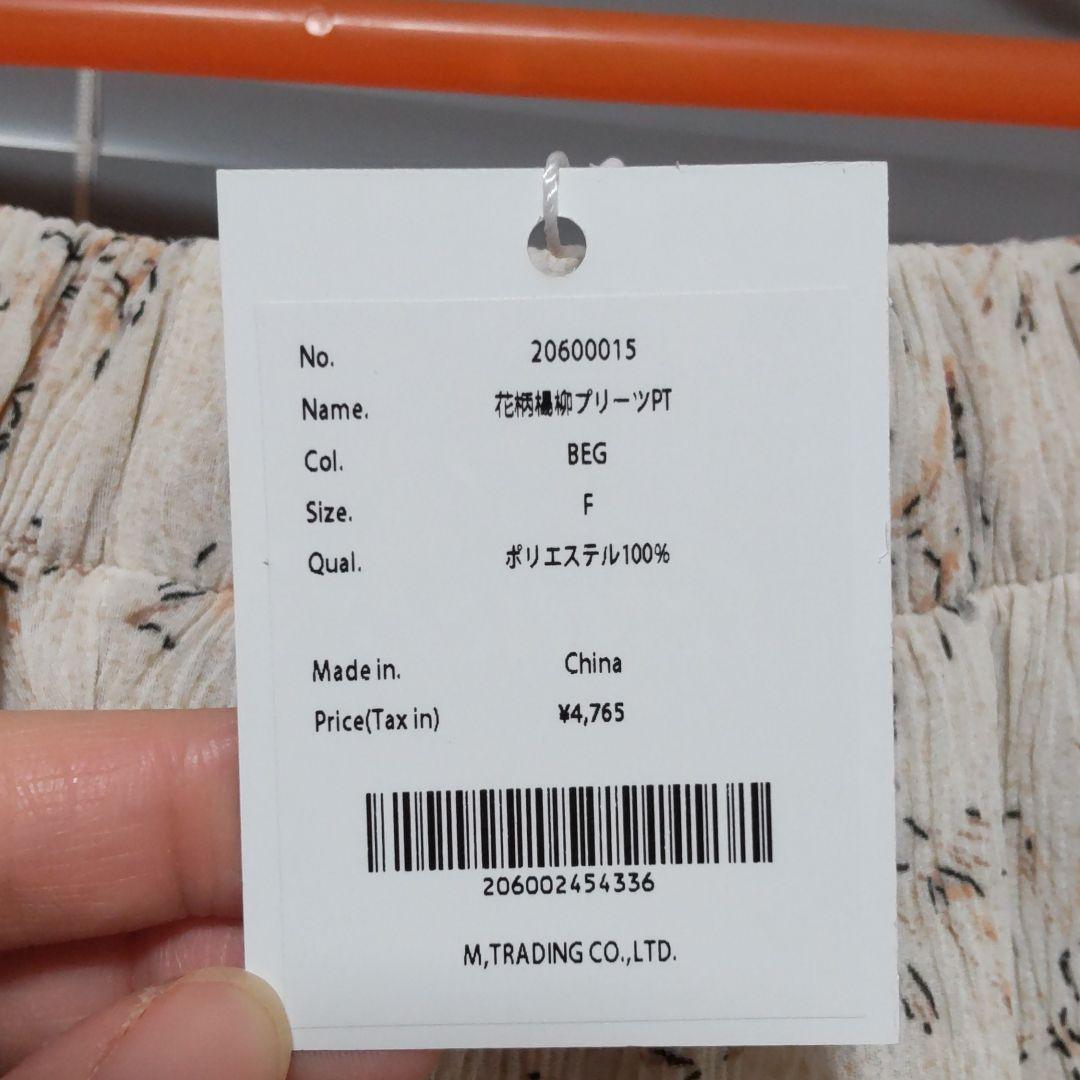 No. 20600015
Name. 花柄楊柳プリーツPT
Col. BEG
Size. F
Qual. ポリエステル100%
Made in. China
Price(Tax in) ¥4,765
206002454336
M,TRADING CO.,LTD.